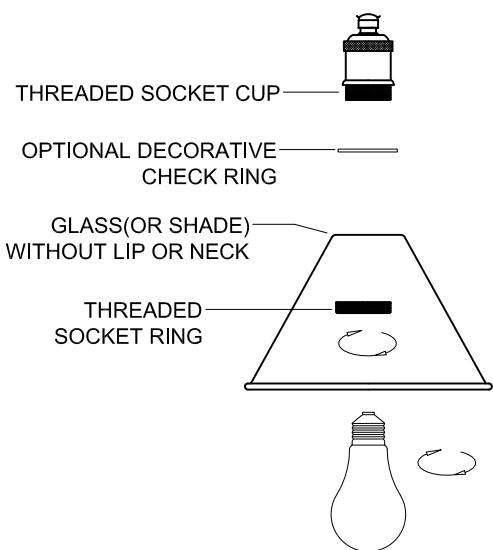 THREADED SOCKET CUP
OPTIONAL DECORATIVE
CHECK RING
GLASS(OR SHADE)
WITHOUT LIP OR NECK
THREADED
SOCKET RING